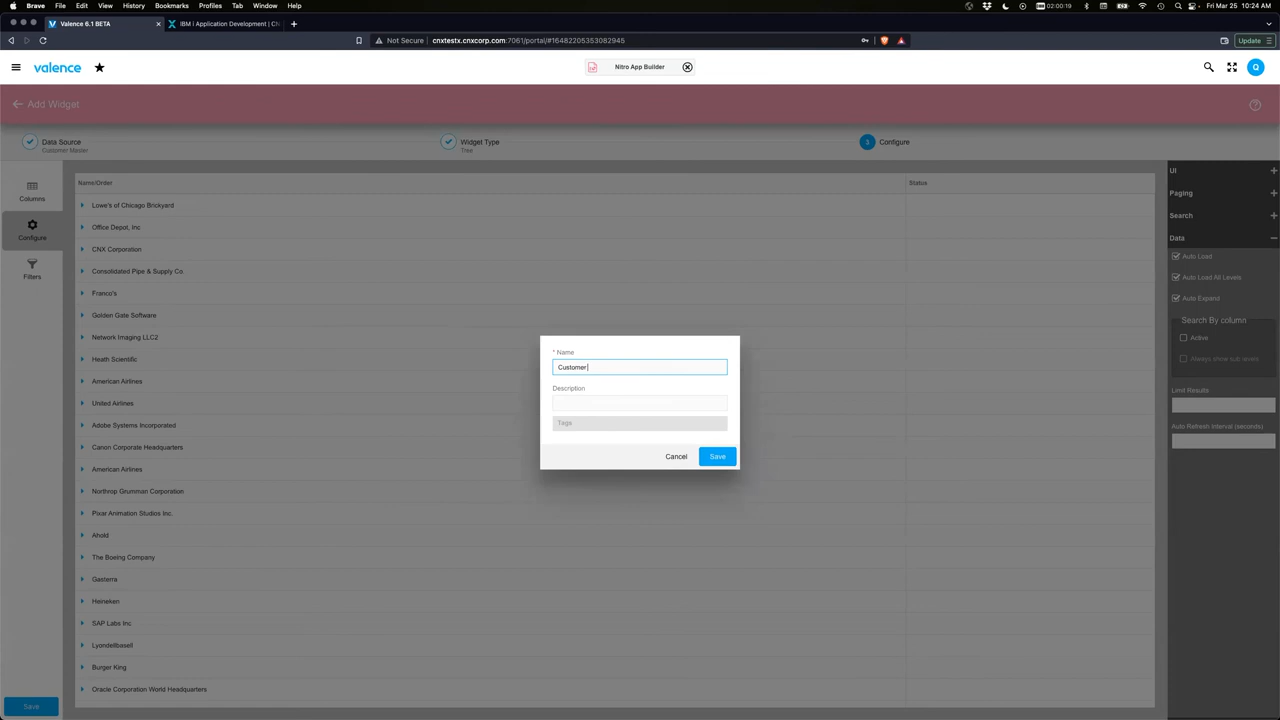 Brave File Edit View History Bookmarks Profiles Tab Window Help
02:00:19
Fri Mar 25 10:24 AM
Valence 6.1 BETA
IBM i Application Development | CN
Not Secure cnxtestx.cnxcorp.com:7061/portal/#16482205353082945
Update
valence
Nitro App Builder
Q
Add Widget
Data Source
Customer Master
Widget Type
Tree
3
Configure
Columns
Configure
Filters
Save
Name/Order
Status
Lowe's of Chicago Brickyard
Office Depot, Inc
CNX Corporation
Consolidated Pipe & Supply Co.
Franco's
Golden Gate Software
Network Imaging LLC2
Heath Scientific
American Airlines
United Airlines
Adobe Systems Incorporated
Canon Corporate Headquarters
American Airlines
Northrop Grumman Corporation
Pixar Animation Studios Inc.
Ahold
The Boeing Company
Gasterra
Heineken
SAP Labs Inc
Lyondellbasell
Burger King
Oracle Corporation World Headquarters
* Name
Customer
Description
Tags
Cancel
Save
UI
Paging
Search
Data
Auto Load
Auto Load All Levels
Auto Expand
Search By column
Active
Always show sub levels
Limit Results
Auto Refresh Interval (seconds)